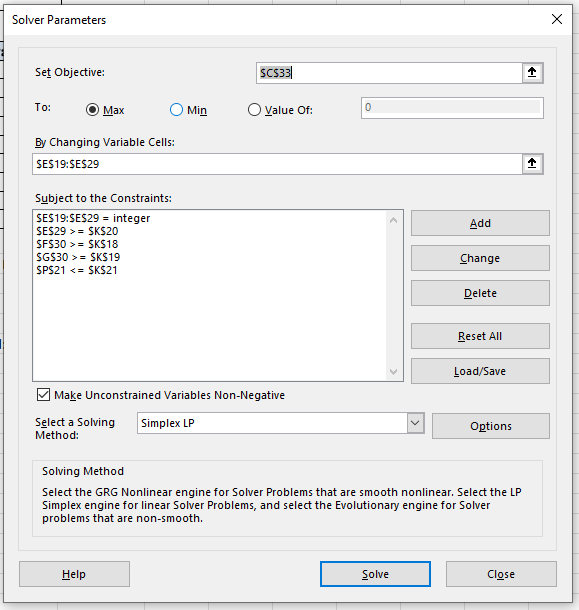 Solver Parameters
Set Objective:
$C$33
To:
Max
Min
Value Of:
0
By Changing Variable Cells:
$E$19:$E$29
Subject to the Constraints:
$E$19:$E$29 = integer
$E$29 >= $K$20
$F$30 >= $K$18
$G$30 >= $K$19
$P$21 <= $K$21
Add
Change
Delete
Reset All
Load/Save
Make Unconstrained Variables Non-Negative
Select a Solving
Method:
Simplex LP
Options
Solving Method
Select the GRG Nonlinear engine for Solver Problems that are smooth nonlinear. Select the LP
Simplex engine for linear Solver Problems, and select the Evolutionary engine for Solver
problems that are non-smooth.
Help
Solve
Close